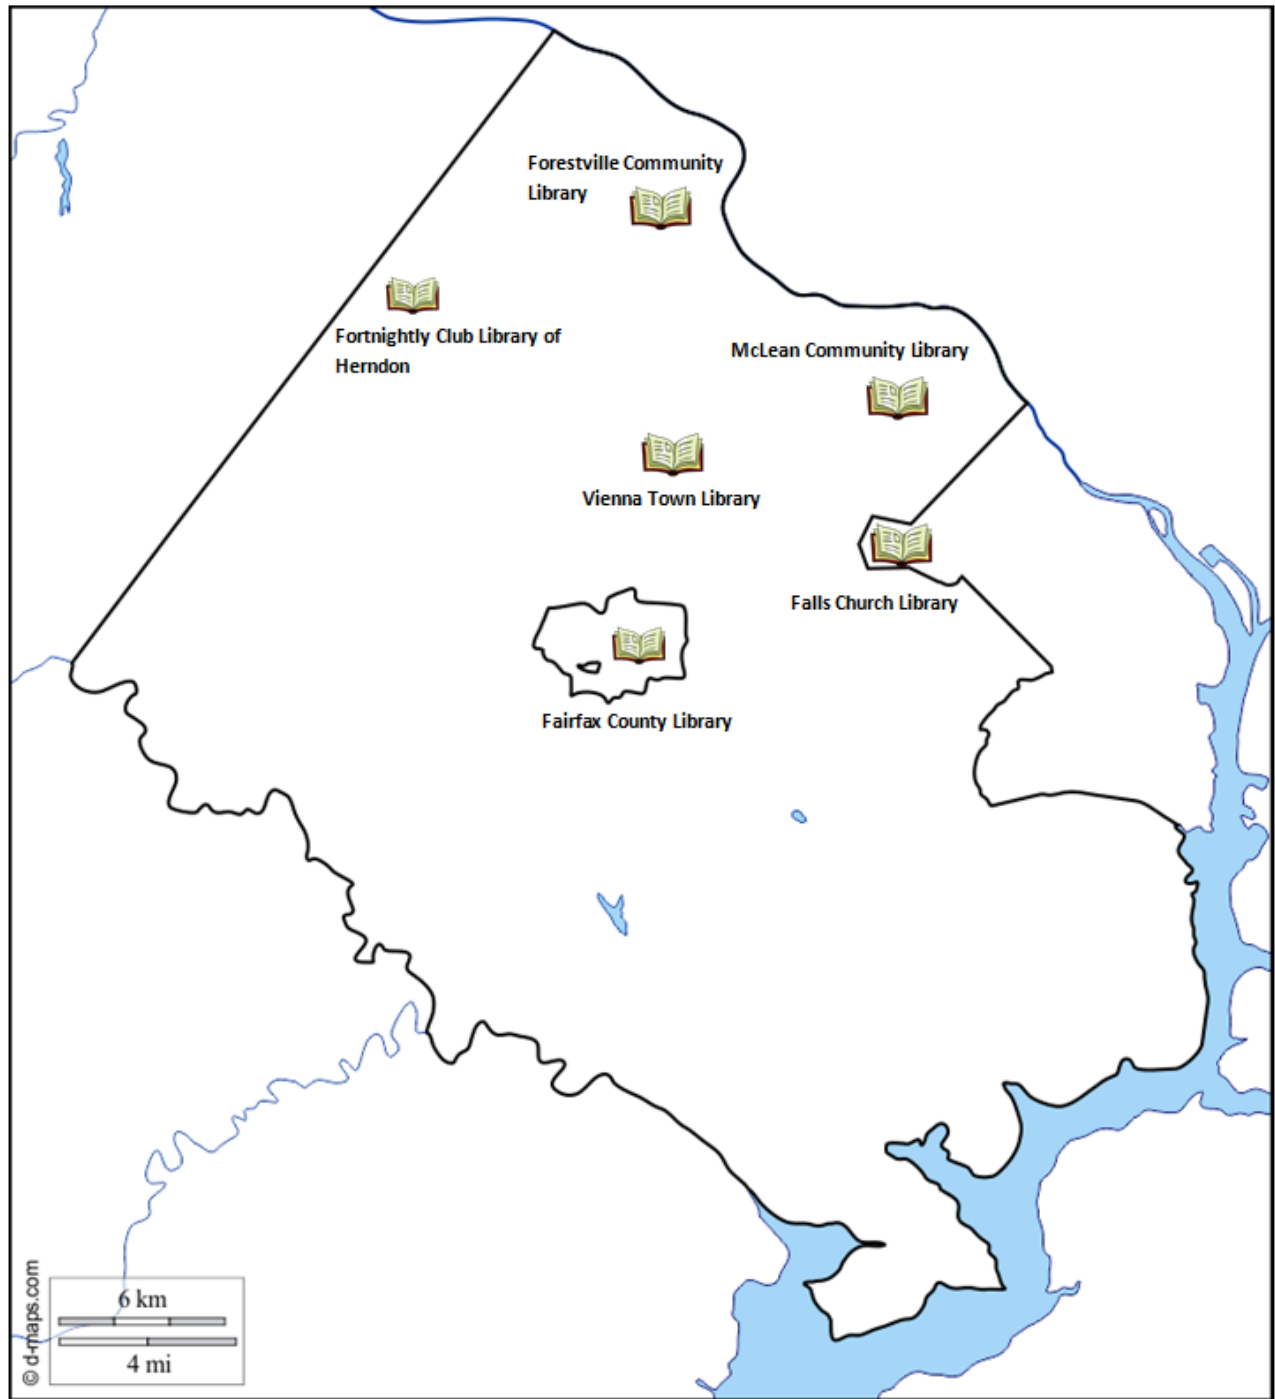 Forestville Community
Library
Fortnightly Club Library of
Herndon
McLean Community Library
Vienna Town Library
Falls Church Library
Fairfax County Library
6 km
4 mi
© d-maps.com